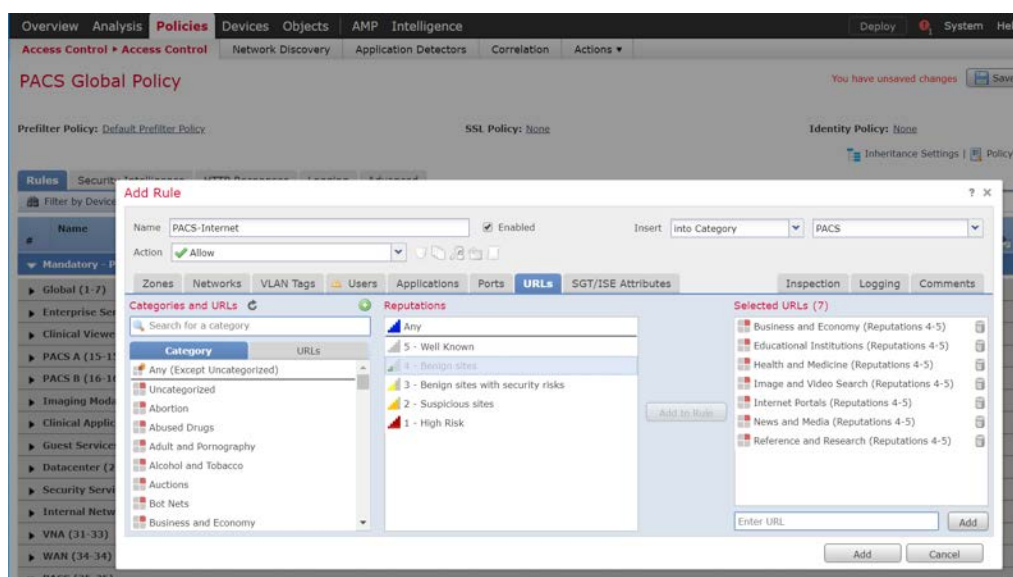 Overview Analysis Policies Devices Objects AMP Intelligence Deploy System Hel
Access Control ▸ Access Control Network Discovery Application Detectors Correlation Actions ▾
PACS Global Policy
You have unsaved changes Save
Prefilter Policy: Default Prefilter Policy SSL Policy: None Identity Policy: None
Inheritance Settings | Policy
Rules
Filter by Device
Add Rule ? ×
# Name
Name PACS-Internet Enabled Insert into Category PACS
Action Allow
Mandatory - P
Zones Networks VLAN Tags Users Applications Ports URLs SGT/ISE Attributes Inspection Logging Comments
Global (1-7)
Enterprise Ser
Clinical Viewe
PACS A (15-15
PACS B (16-16
Imaging Moda
Clinical Applic
Guest Service
Datacenter (2
Security Servi
Internal Netw
VNA (31-33)
WAN (34-34)
Categories and URLs
Search for a category
Category URLs
Any (Except Uncategorized)
Uncategorized
Abortion
Abused Drugs
Adult and Pornography
Alcohol and Tobacco
Auctions
Bot Nets
Business and Economy
Reputations
Any
5 - Well Known
4 - Benign sites
3 - Benign sites with security risks
2 - Suspicious sites
1 - High Risk
Add to Rule
Selected URLs (7)
Business and Economy (Reputations 4-5)
Educational Institutions (Reputations 4-5)
Health and Medicine (Reputations 4-5)
Image and Video Search (Reputations 4-5)
Internet Portals (Reputations 4-5)
News and Media (Reputations 4-5)
Reference and Research (Reputations 4-5)
Enter URL Add
Add Cancel